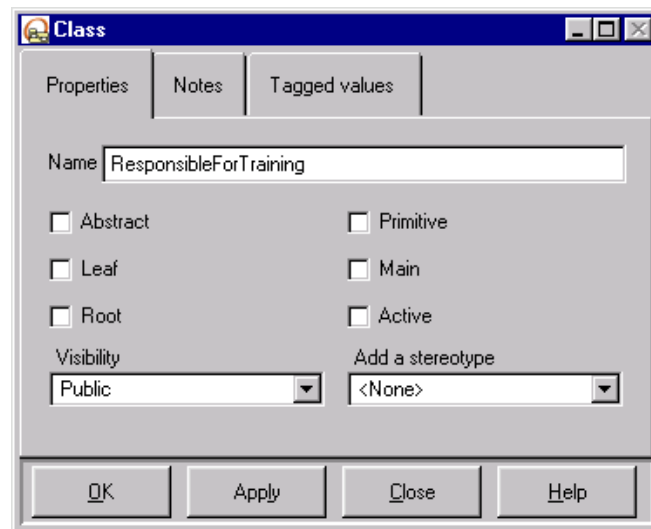 Class
Properties Notes Tagged values
Name ResponsibleForTraining
Abstract Primitive
Leaf Main
Root Active
Visibility Add a stereotype
Public <None>
OK Apply Close Help